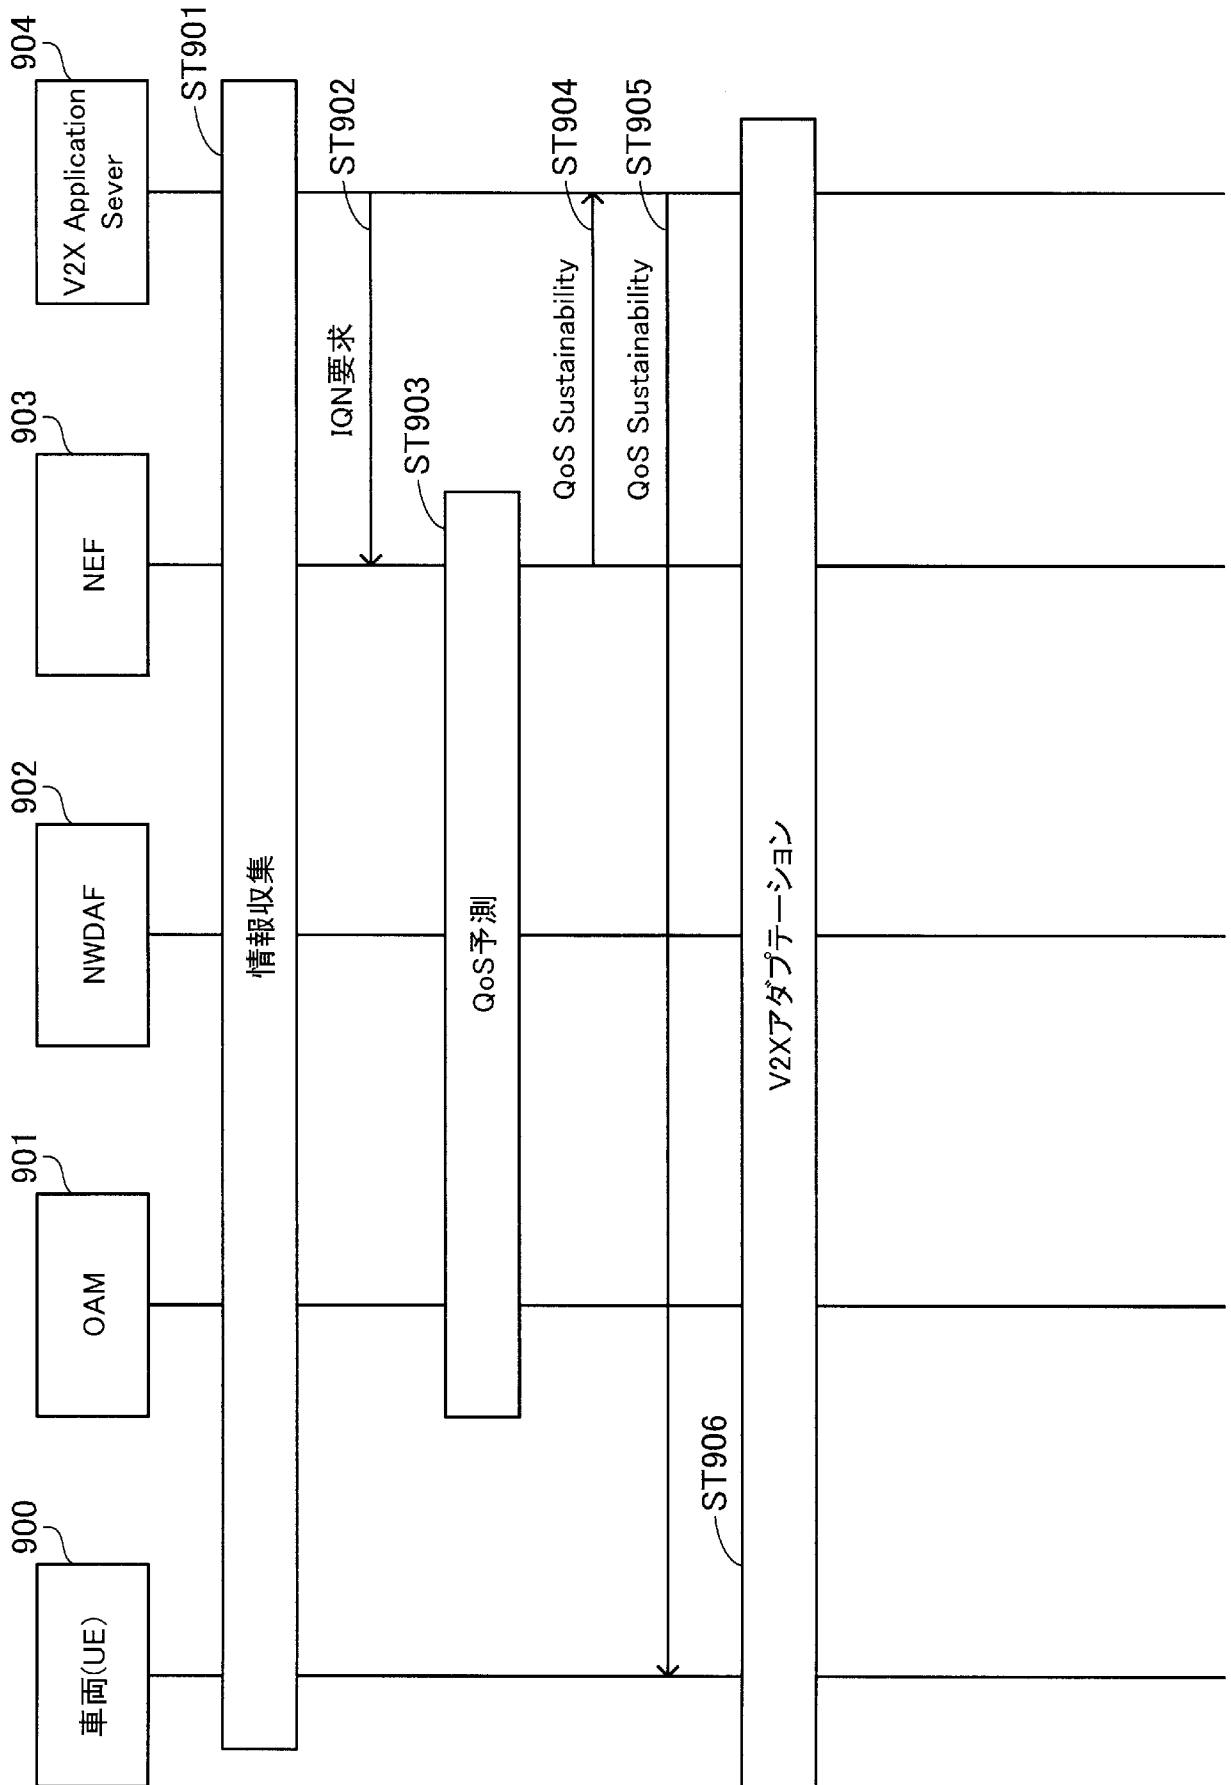 900
車両(UE)
901
OAM
902
NWDAF
903
NEF
904
V2X Application
Sever
ST901
情報収集
ST902
IQN要求
ST903
QoS予測
ST904
QoS Sustainability
ST905
QoS Sustainability
ST906
V2Xアダプテーション